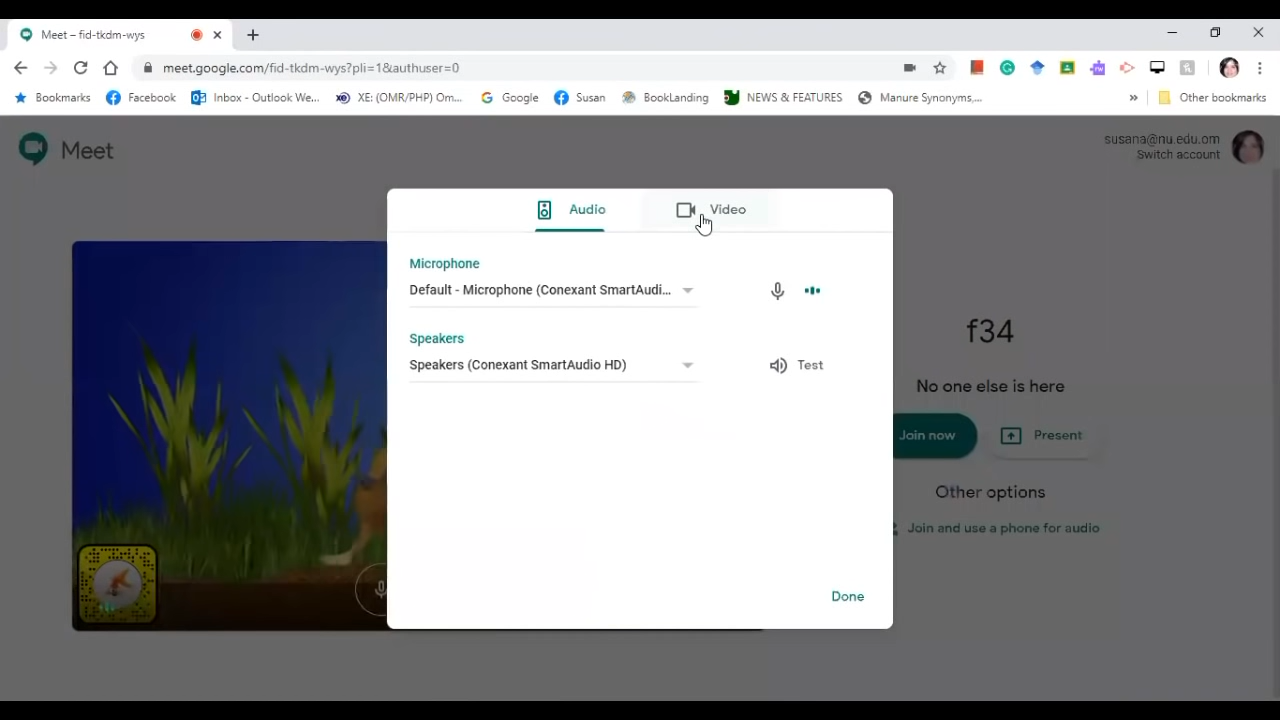 Meet – fid-tkdm-wys
meet.google.com/fid-tkdm-wys?pli=1&authuser=0
Bookmarks Facebook Inbox - Outlook We... XE: (OMR/PHP) Om... Google Susan BookLanding NEWS & FEATURES Manure Synonyms,... » Other bookmarks
Meet
susana@nu.edu.om
Switch account
Audio Video
Microphone
Default - Microphone (Conexant SmartAudi...
Speakers
Speakers (Conexant SmartAudio HD) Test
Done
f34
No one else is here
Join now Present
Other options
Join and use a phone for audio